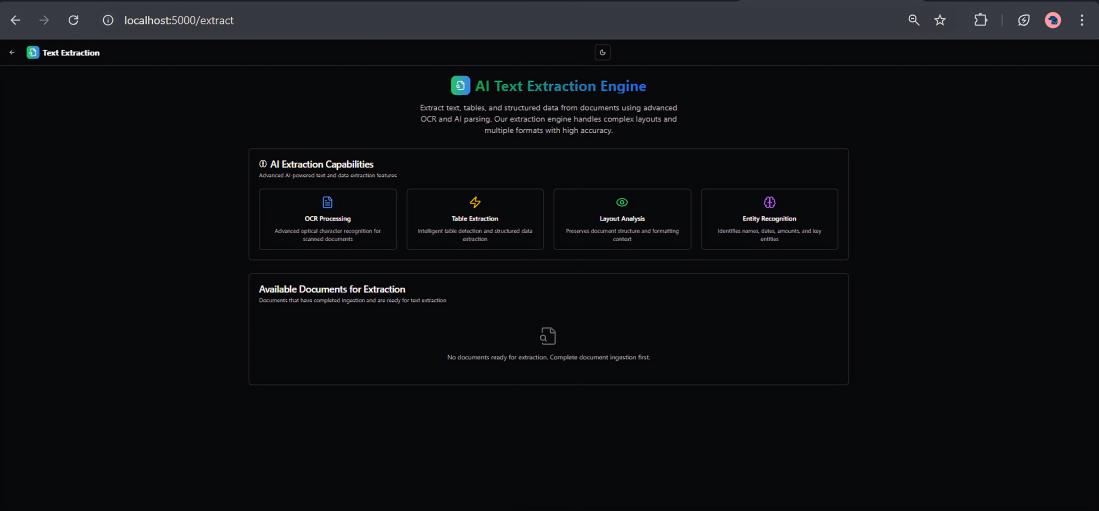 localhost:5000/extract
Text Extraction
AI Text Extraction Engine
Extract text, tables, and structured data from documents using advanced
OCR and AI parsing. Our extraction engine handles complex layouts and
multiple formats with high accuracy.
AI Extraction Capabilities
Advanced AI-powered text and data extraction features
OCR Processing
Advanced optical character recognition for
scanned documents
Table Extraction
Intelligent table detection and structured data
extraction
Layout Analysis
Preserves document structure and formatting
context
Entity Recognition
Identifies names, dates, amounts, and key
entities
Available Documents for Extraction
Documents that have completed ingestion and are ready for text extraction
No documents ready for extraction. Complete document ingestion first.